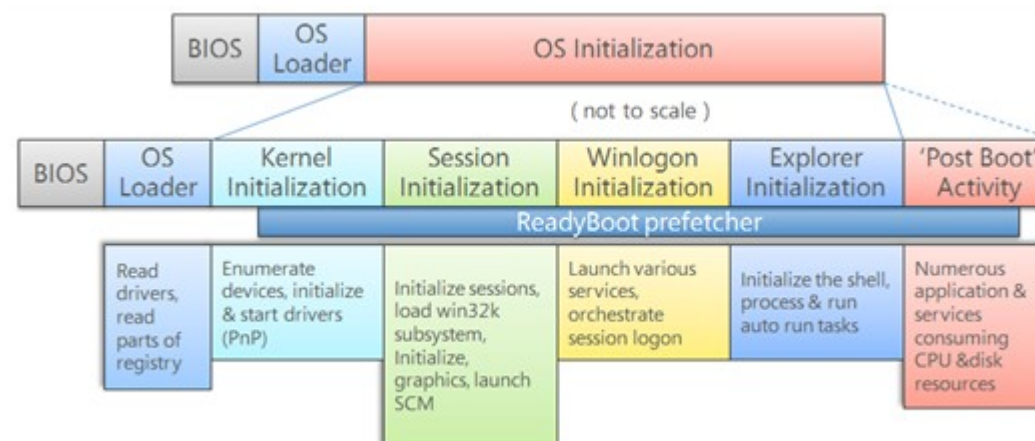 BIOS
OS
Loader
OS Initialization
( not to scale )
BIOS
OS
Loader
Kernel
Initialization
Session
Initialization
Winlogon
Initialization
Explorer
Initialization
‘Post Boot’
Activity
ReadyBoot prefetcher
Read
drivers,
read
parts of
registry
Enumerate
devices, initialize
& start drivers
(PnP)
Initialize sessions,
load win32k
subsystem,
Initialize,
graphics, launch
SCM
Launch various
services,
orchestrate
session logon
Initialize the shell,
process & run
auto run tasks
Numerous
application &
services
consuming
CPU &disk
resources